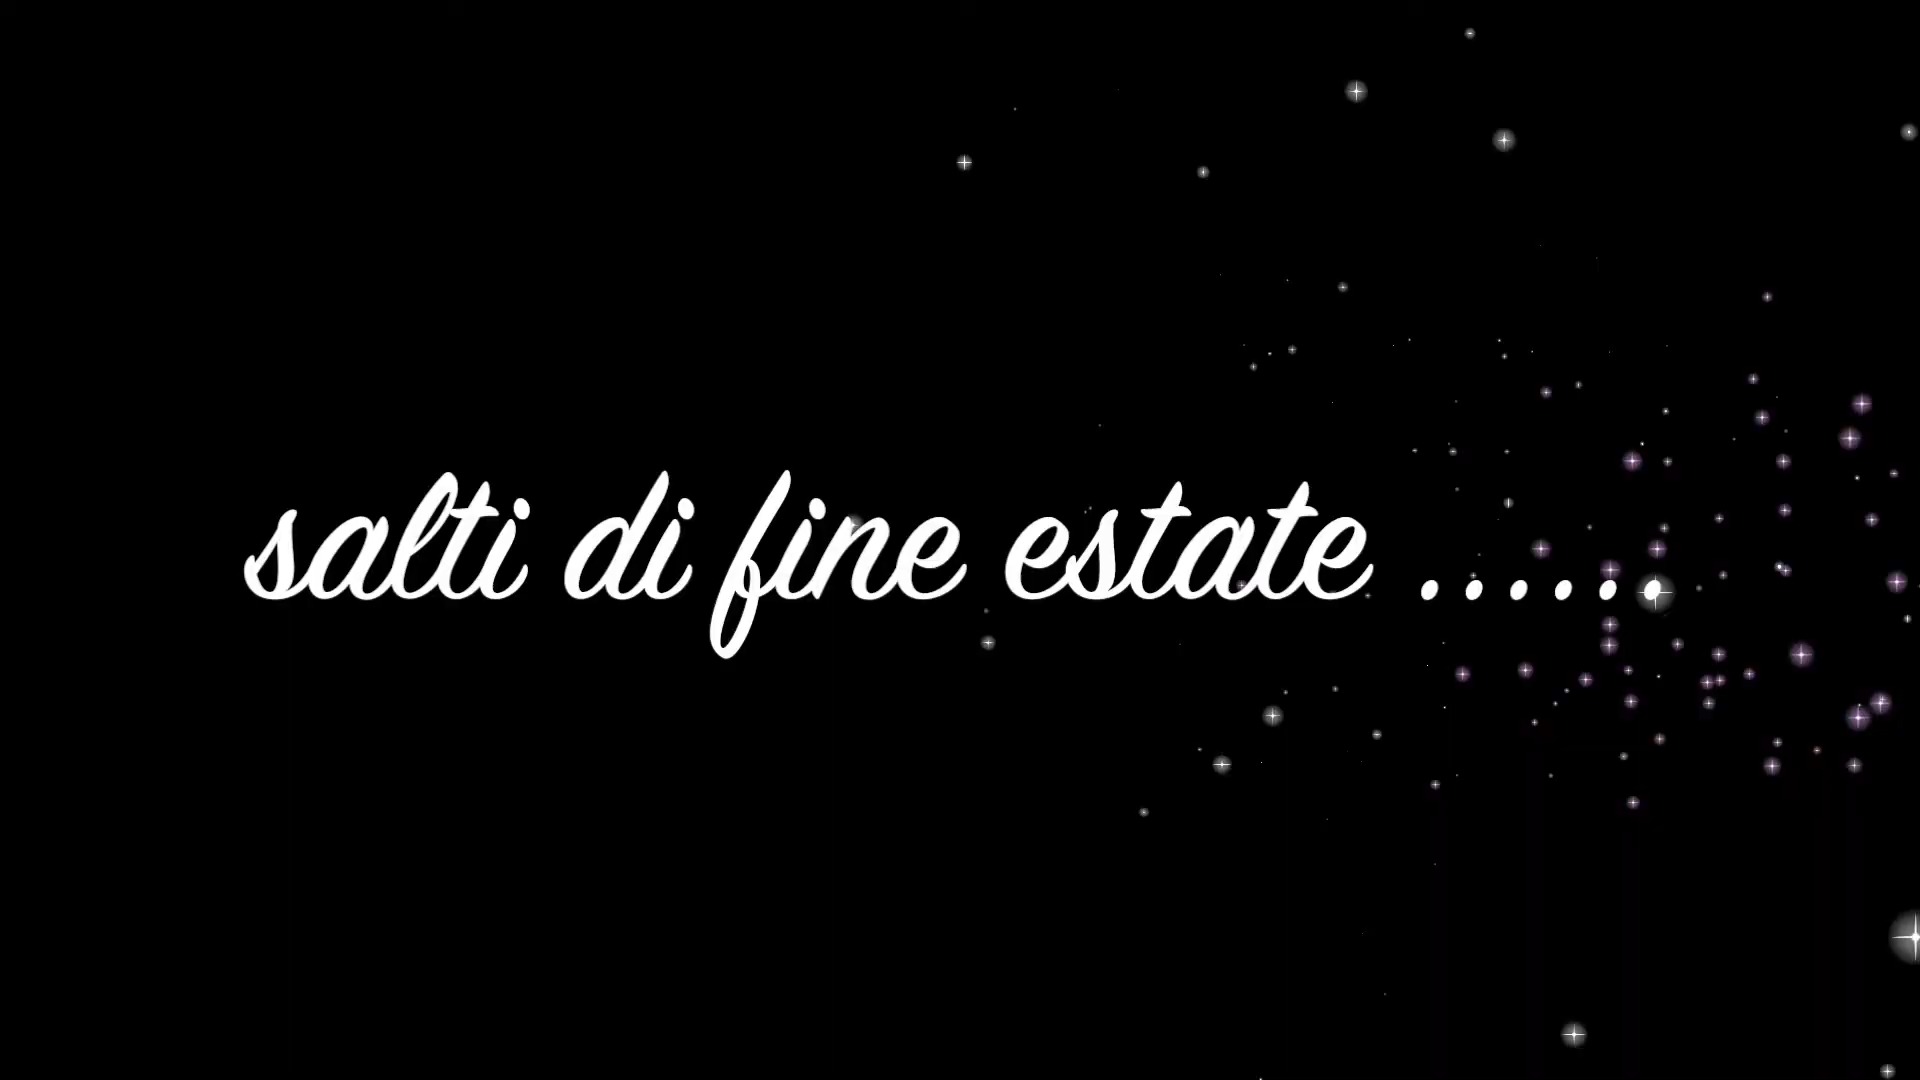 salti di fine estate ......